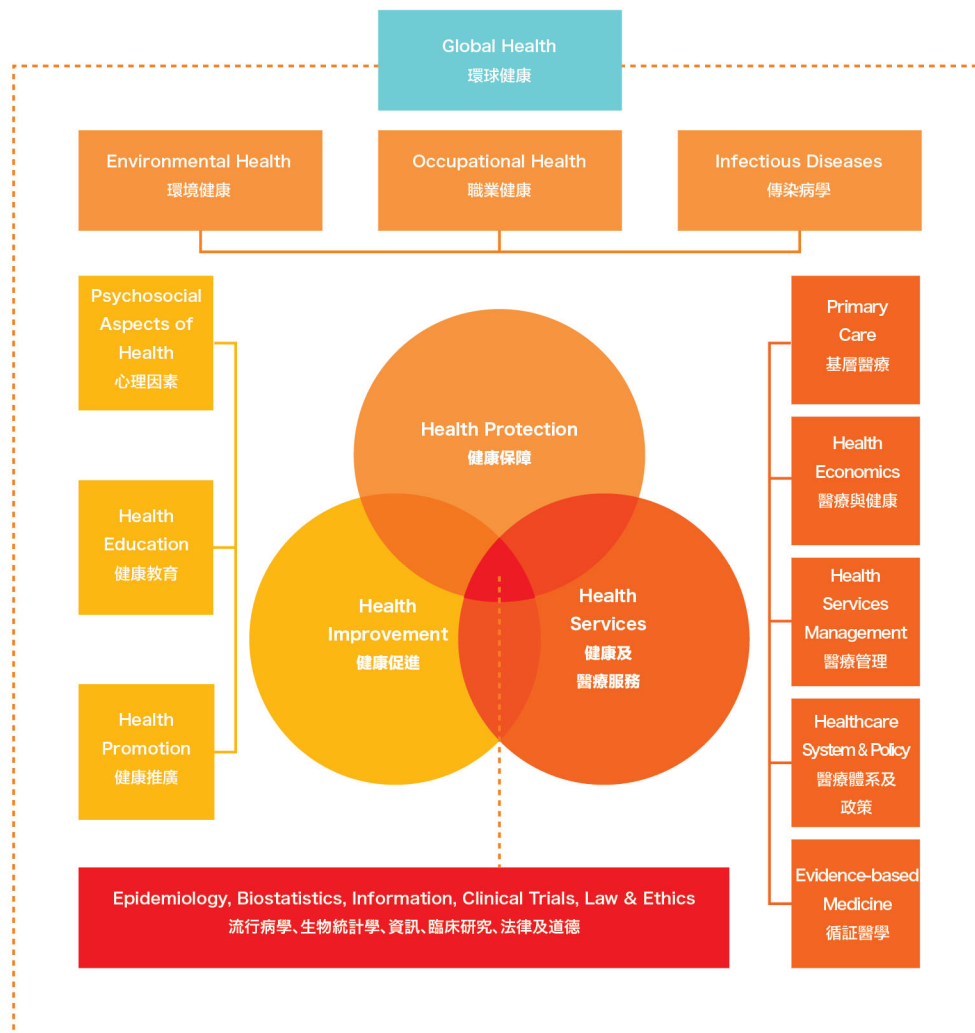 Global Health
環球健康
Environmental Health
環境健康
Occupational Health
職業健康
Infectious Diseases
傳染病學
Psychosocial
Aspects of
Health
心理因素
Health
Education
健康教育
Health
Promotion
健康推廣
Health Protection
健康保障
Health
Improvement
健康促進
Health
Services
健康及
醫療服務
Primary
Care
基層醫療
Health
Economics
醫療與健康
Health
Services
Management
醫療管理
Healthcare
System & Policy
醫療體系及
政策
Evidence-based
Medicine
循証醫學
Epidemiology, Biostatistics, Information, Clinical Trials, Law & Ethics
流行病學、生物統計學、資訊、臨床研究、法律及道德